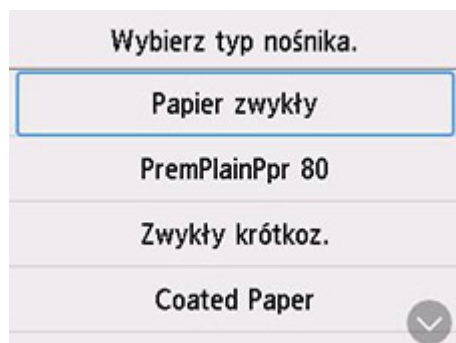 Wybierz typ nośnika.
Papier zwykły
PremPlainPpr 80
Zwykły krótkoz.
Coated Paper